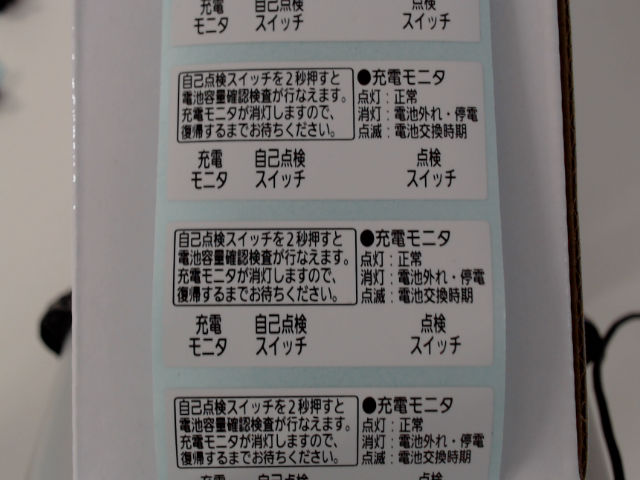 充電 自己点検 点検
モニタ スイッチ スイッチ
自己点検スイッチを2秒押すと
電池容量確認検査が行なえます。
充電モニタが消灯しますので、
復帰するまでお待ちください。
●充電モニタ
点灯:正常
消灯:電池外れ・停電
点滅:電池交換時期
充電 自己点検 点検
モニタ スイッチ スイッチ
自己点検スイッチを2秒押すと
電池容量確認検査が行なえます。
充電モニタが消灯しますので、
復帰するまでお待ちください。
●充電モニタ
点灯:正常
消灯:電池外れ・停電
点滅:電池交換時期
充電 自己点検 点検
モニタ スイッチ スイッチ
自己点検スイッチを2秒押すと
電池容量確認検査が行なえます。
充電モニタが消灯しますので、
復帰するまでお待ちください。
●充電モニタ
点灯:正常
消灯:電池外れ・停電
点滅:電池交換時期
充電 自己点検 点検